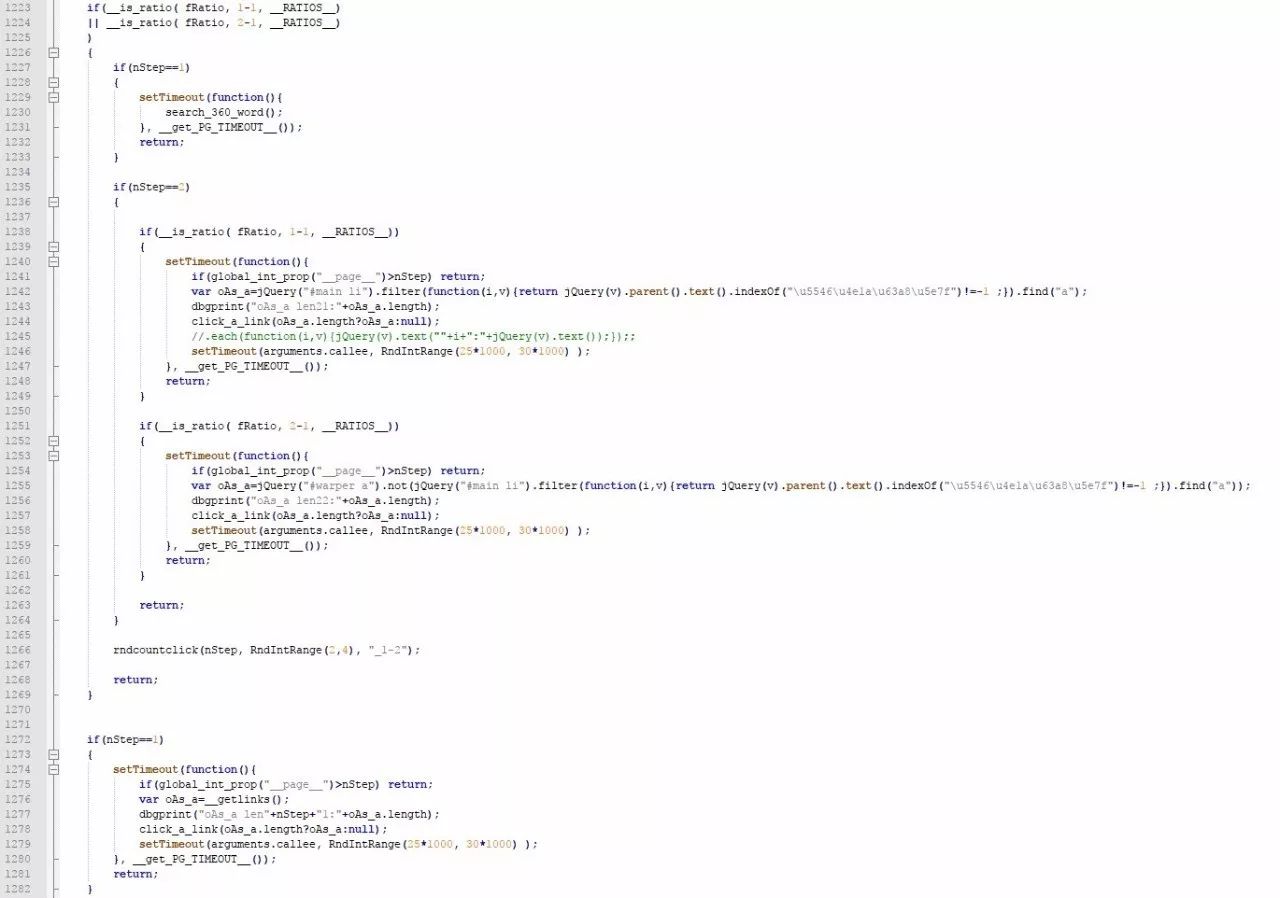 1223 if(__is_ratio( fRatio, 1-1, __RATIOS__)
1224 || __is_ratio( fRatio, 2-1, __RATIOS__)
1225 )
1226 {
1227 if(nStep==1)
1228 {
1229 setTimeout(function(){
1230 search_360_word();
1231 }, __get_PG_TIMEOUT__());
1232 return;
1233 }
1234
1235 if(nStep==2)
1236 {
1237
1238 if(__is_ratio( fRatio, 1-1, __RATIOS__))
1239 {
1240 setTimeout(function(){
1241 if(global_int_prop("__page__")>nStep) return;
1242 var oAs_a=jQuery("#main li").filter(function(i,v){return jQuery(v).parent().text().indexOf("\u5546\u4e1a\u63a8\u5e7f")!=-1 ;}).find("a");
1243 dbgprint("oAs_a len21:"+oAs_a.length);
1244 click_a_link(oAs_a.length?oAs_a:null);
1245 //.each(function(i,v){jQuery(v).text(""+i+":"+jQuery(v).text());});;
1246 setTimeout(arguments.callee, RndIntRange(25*1000, 30*1000) );
1247 }, __get_PG_TIMEOUT__());
1248 return;
1249 }
1250
1251 if(__is_ratio( fRatio, 2-1, __RATIOS__))
1252 {
1253 setTimeout(function(){
1254 if(global_int_prop("__page__")>nStep) return;
1255 var oAs_a=jQuery("#warper a").not(jQuery("#main li").filter(function(i,v){return jQuery(v).parent().text().indexOf("\u5546\u4e1a\u63a8\u5e7f")!=-1 ;}).find("a"));
1256 dbgprint("oAs_a len22:"+oAs_a.length);
1257 click_a_link(oAs_a.length?oAs_a:null);
1258 setTimeout(arguments.callee, RndIntRange(25*1000, 30*1000) );
1259 }, __get_PG_TIMEOUT__());
1260 return;
1261 }
1262
1263 return;
1264 }
1265
1266 rndcountclick(nStep, RndIntRange(2,4), "_1-2");
1267
1268 return;
1269 }
1270
1271
1272 if(nStep==1)
1273 {
1274 setTimeout(function(){
1275 if(global_int_prop("__page__")>nStep) return;
1276 var oAs_a=__getlinks();
1277 dbgprint("oAs_a len"+nStep+"1:"+oAs_a.length);
1278 click_a_link(oAs_a.length?oAs_a:null);
1279 setTimeout(arguments.callee, RndIntRange(25*1000, 30*1000) );
1280 }, __get_PG_TIMEOUT__());
1281 return;
1282 }